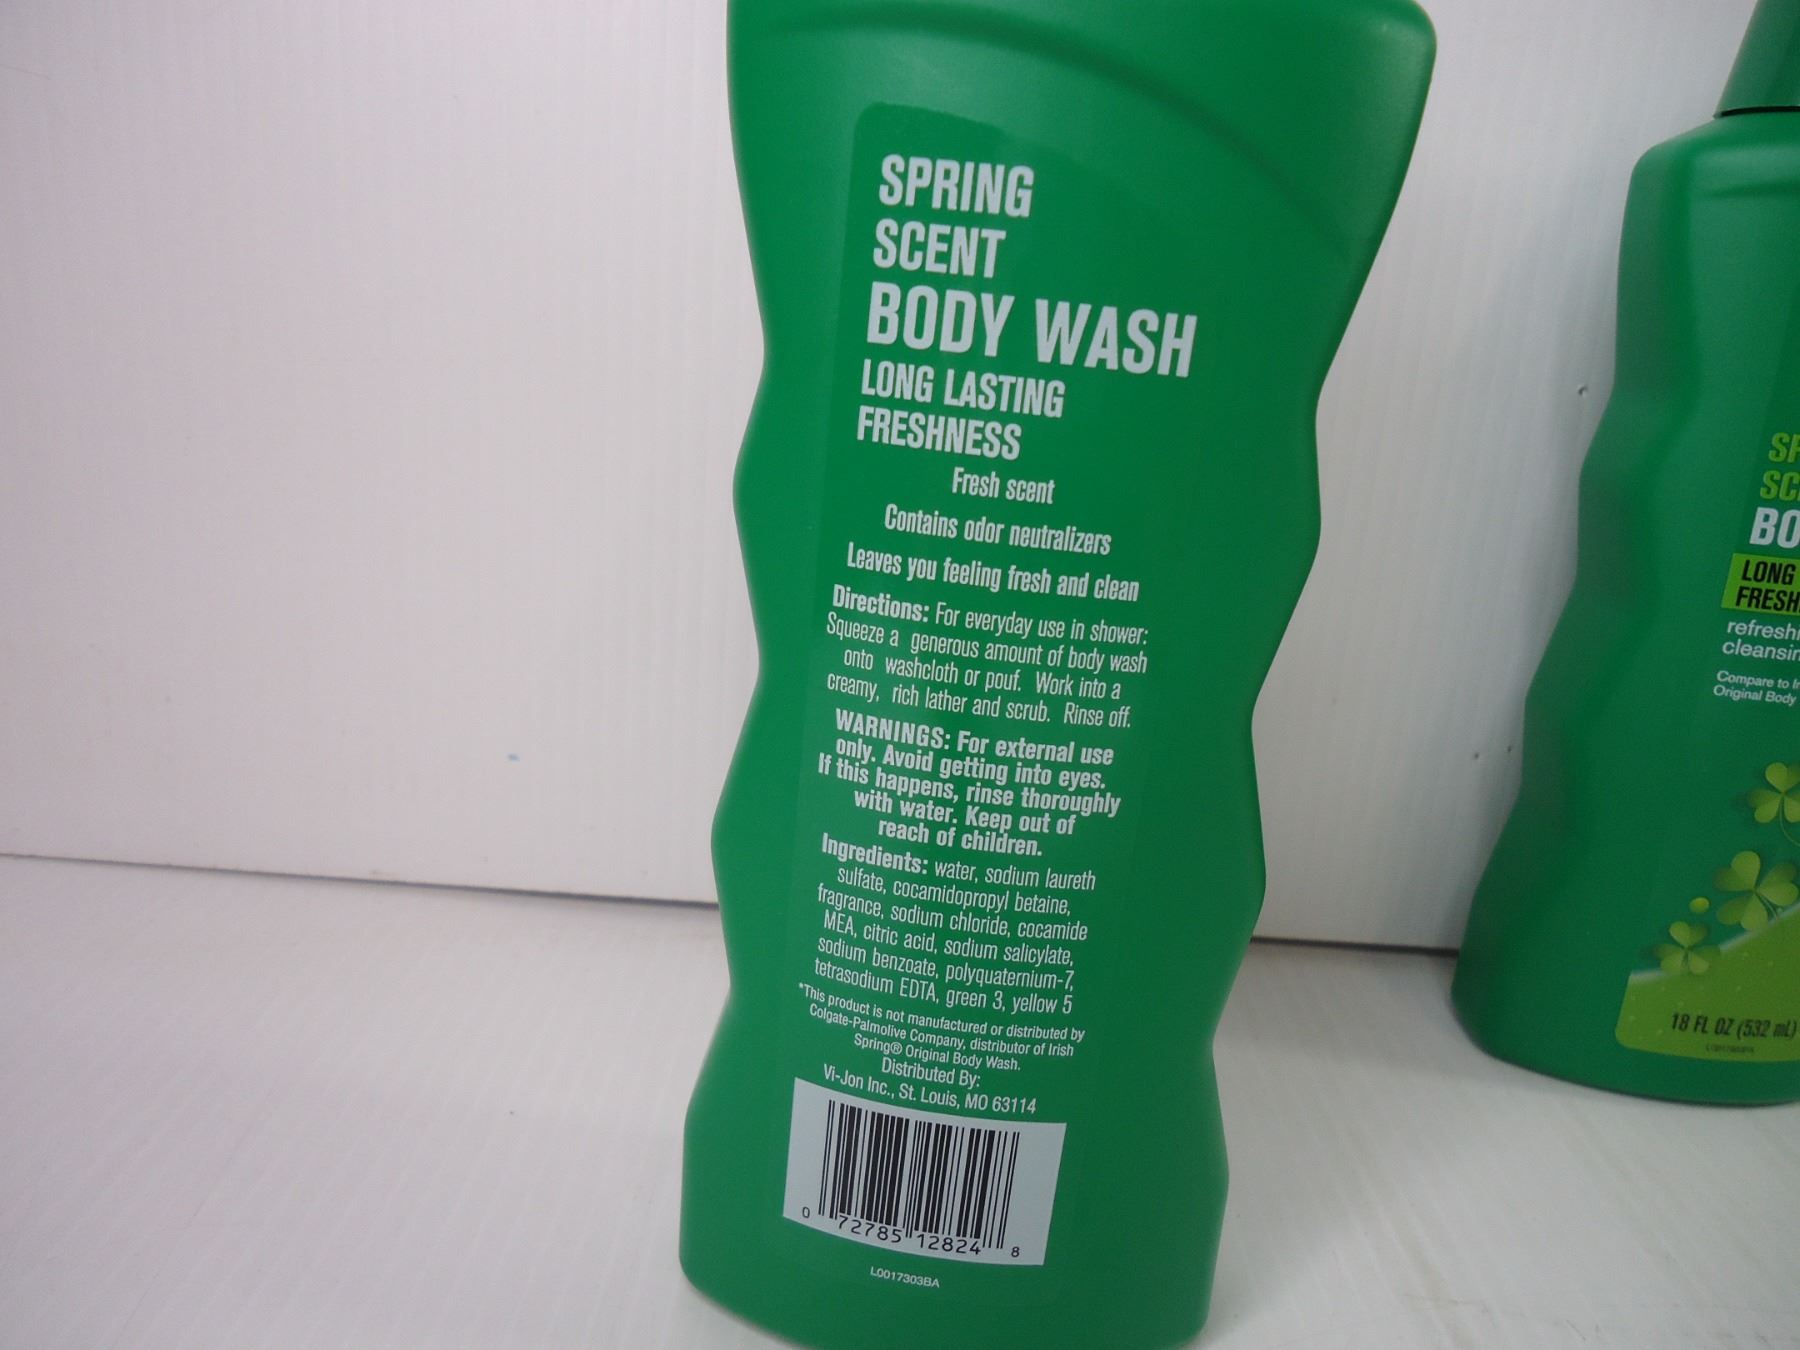 SPRING
SCENT
BODY WASH
LONG LASTING
FRESHNESS
Fresh scent
Contains odor neutralizers
Leaves you feeling fresh and clean
Directions: For everyday use in shower:
Squeeze a generous amount of body wash
onto washcloth or pouf. Work into a
creamy, rich lather and scrub. Rinse off.
WARNINGS: For external use
only. Avoid getting into eyes.
If this happens, rinse thoroughly
with water. Keep out of
reach of children.
Ingredients: water, sodium laureth
sulfate, cocamidopropyl betaine,
fragrance, sodium chloride, cocamide
MEA, citric acid, sodium salicylate,
sodium benzoate, polyquaternium-7,
tetrasodium EDTA, green 3, yellow 5
*This product is not manufactured or distributed by
Colgate-Palmolive Company, distributor of Irish
Spring® Original Body Wash.
Distributed By:
Vi-Jon Inc., St. Louis, MO 63114
0 72785 12824 8
L0017303BA
SP
SC
BO
LONG
FRESH
refreshi
cleansin
Compare to Ir
Original Body
18 FL OZ (532 mL)